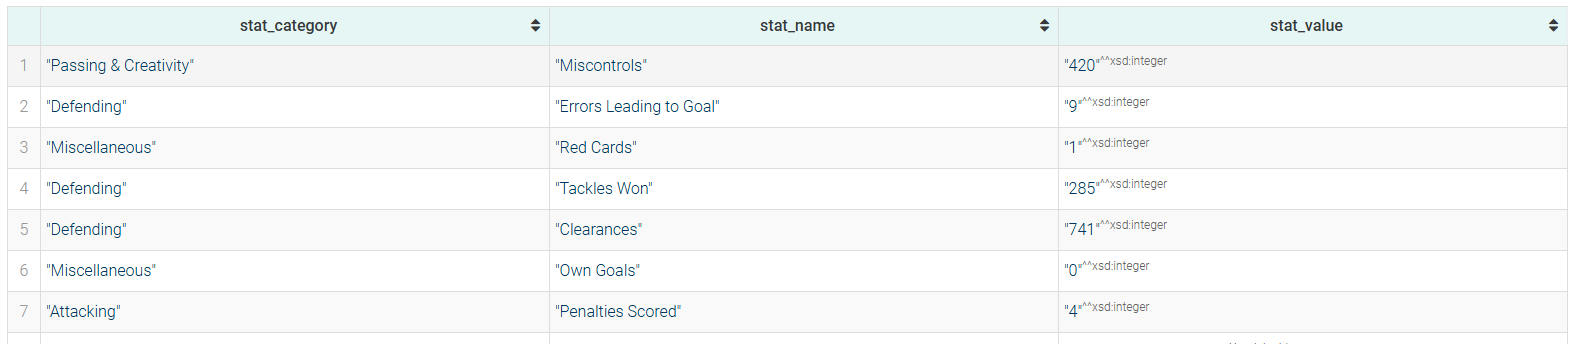 stat_category stat_name stat_value
1 "Passing & Creativity" "Miscontrols" "420"^^xsd:integer
2 "Defending" "Errors Leading to Goal" "9"^^xsd:integer
3 "Miscellaneous" "Red Cards" "1"^^xsd:integer
4 "Defending" "Tackles Won" "285"^^xsd:integer
5 "Defending" "Clearances" "741"^^xsd:integer
6 "Miscellaneous" "Own Goals" "0"^^xsd:integer
7 "Attacking" "Penalties Scored" "4"^^xsd:integer